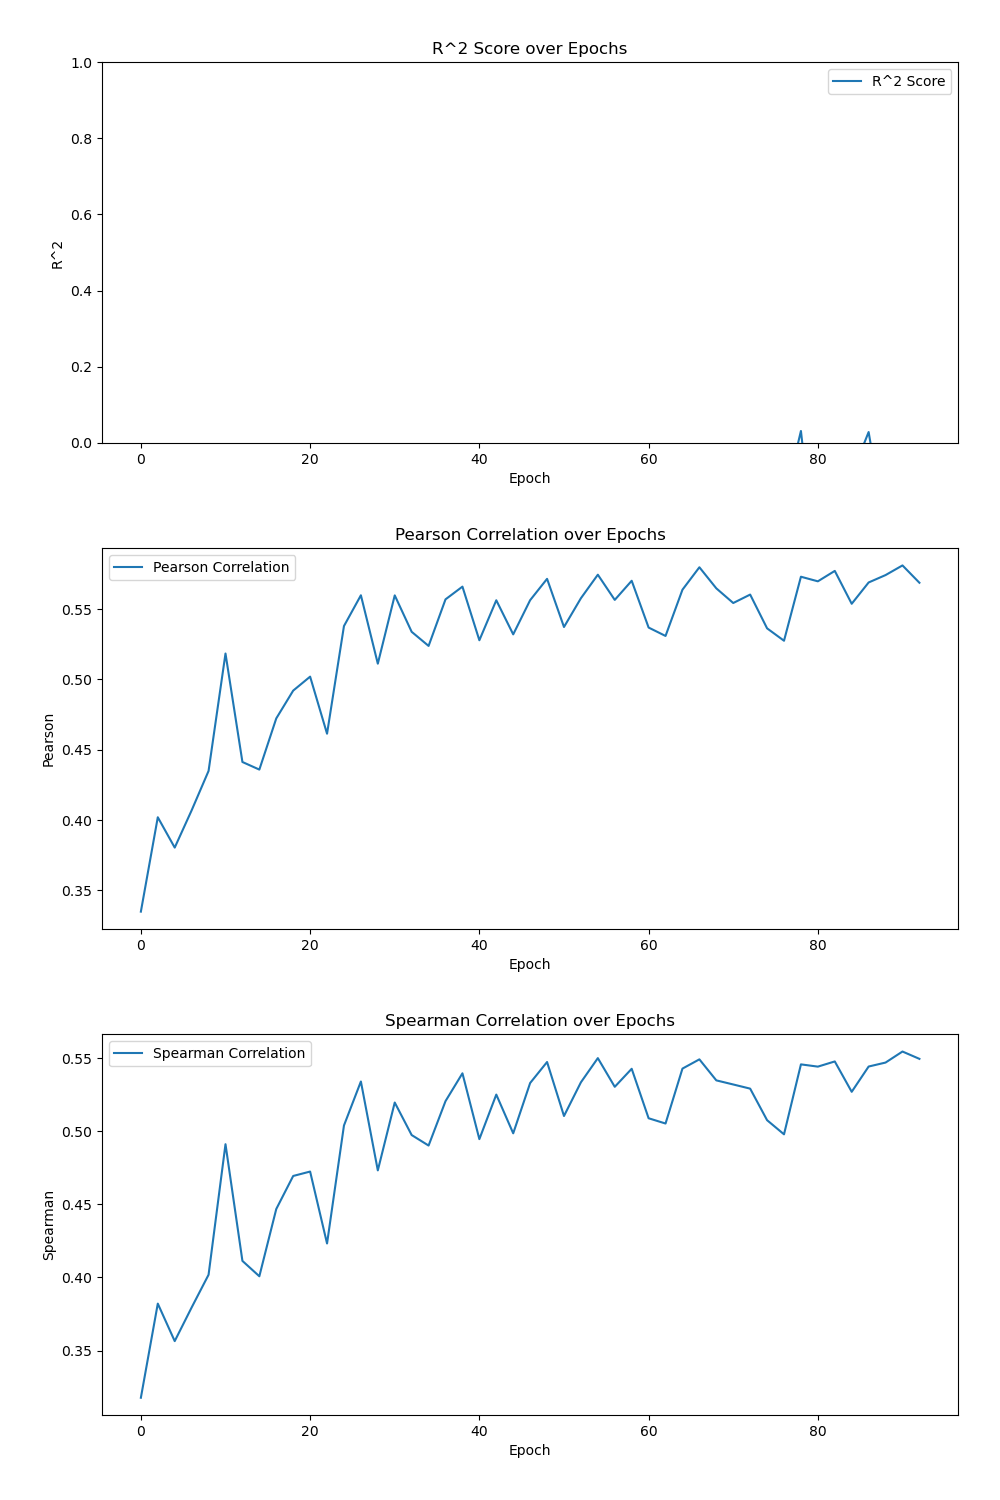 R^2 Score over Epochs
1.0
R^2 Score
0.8
0.6
R^2
0.4
0.2
0.0
0 20 40 60 80
Epoch
Pearson Correlation over Epochs
Pearson Correlation
0.55
0.50
Pearson
0.45
0.40
0.35
0 20 40 60 80
Epoch
Spearman Correlation over Epochs
Spearman Correlation
0.55
0.50
0.45
Spearman
0.40
0.35
0 20 40 60 80
Epoch